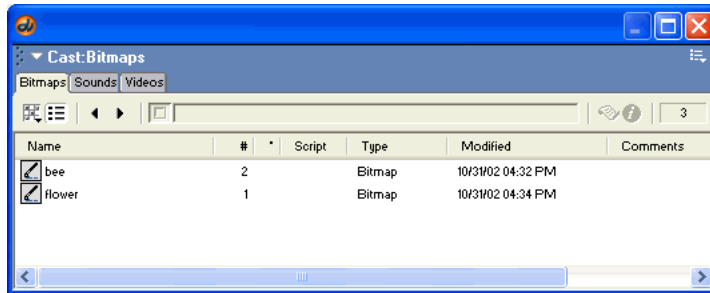 Cast:Bitmaps
Bitmaps Sounds Videos
3
Name # * Script Type Modified Comments
bee 2 Bitmap 10/31/02 04:32 PM
flower 1 Bitmap 10/31/02 04:34 PM